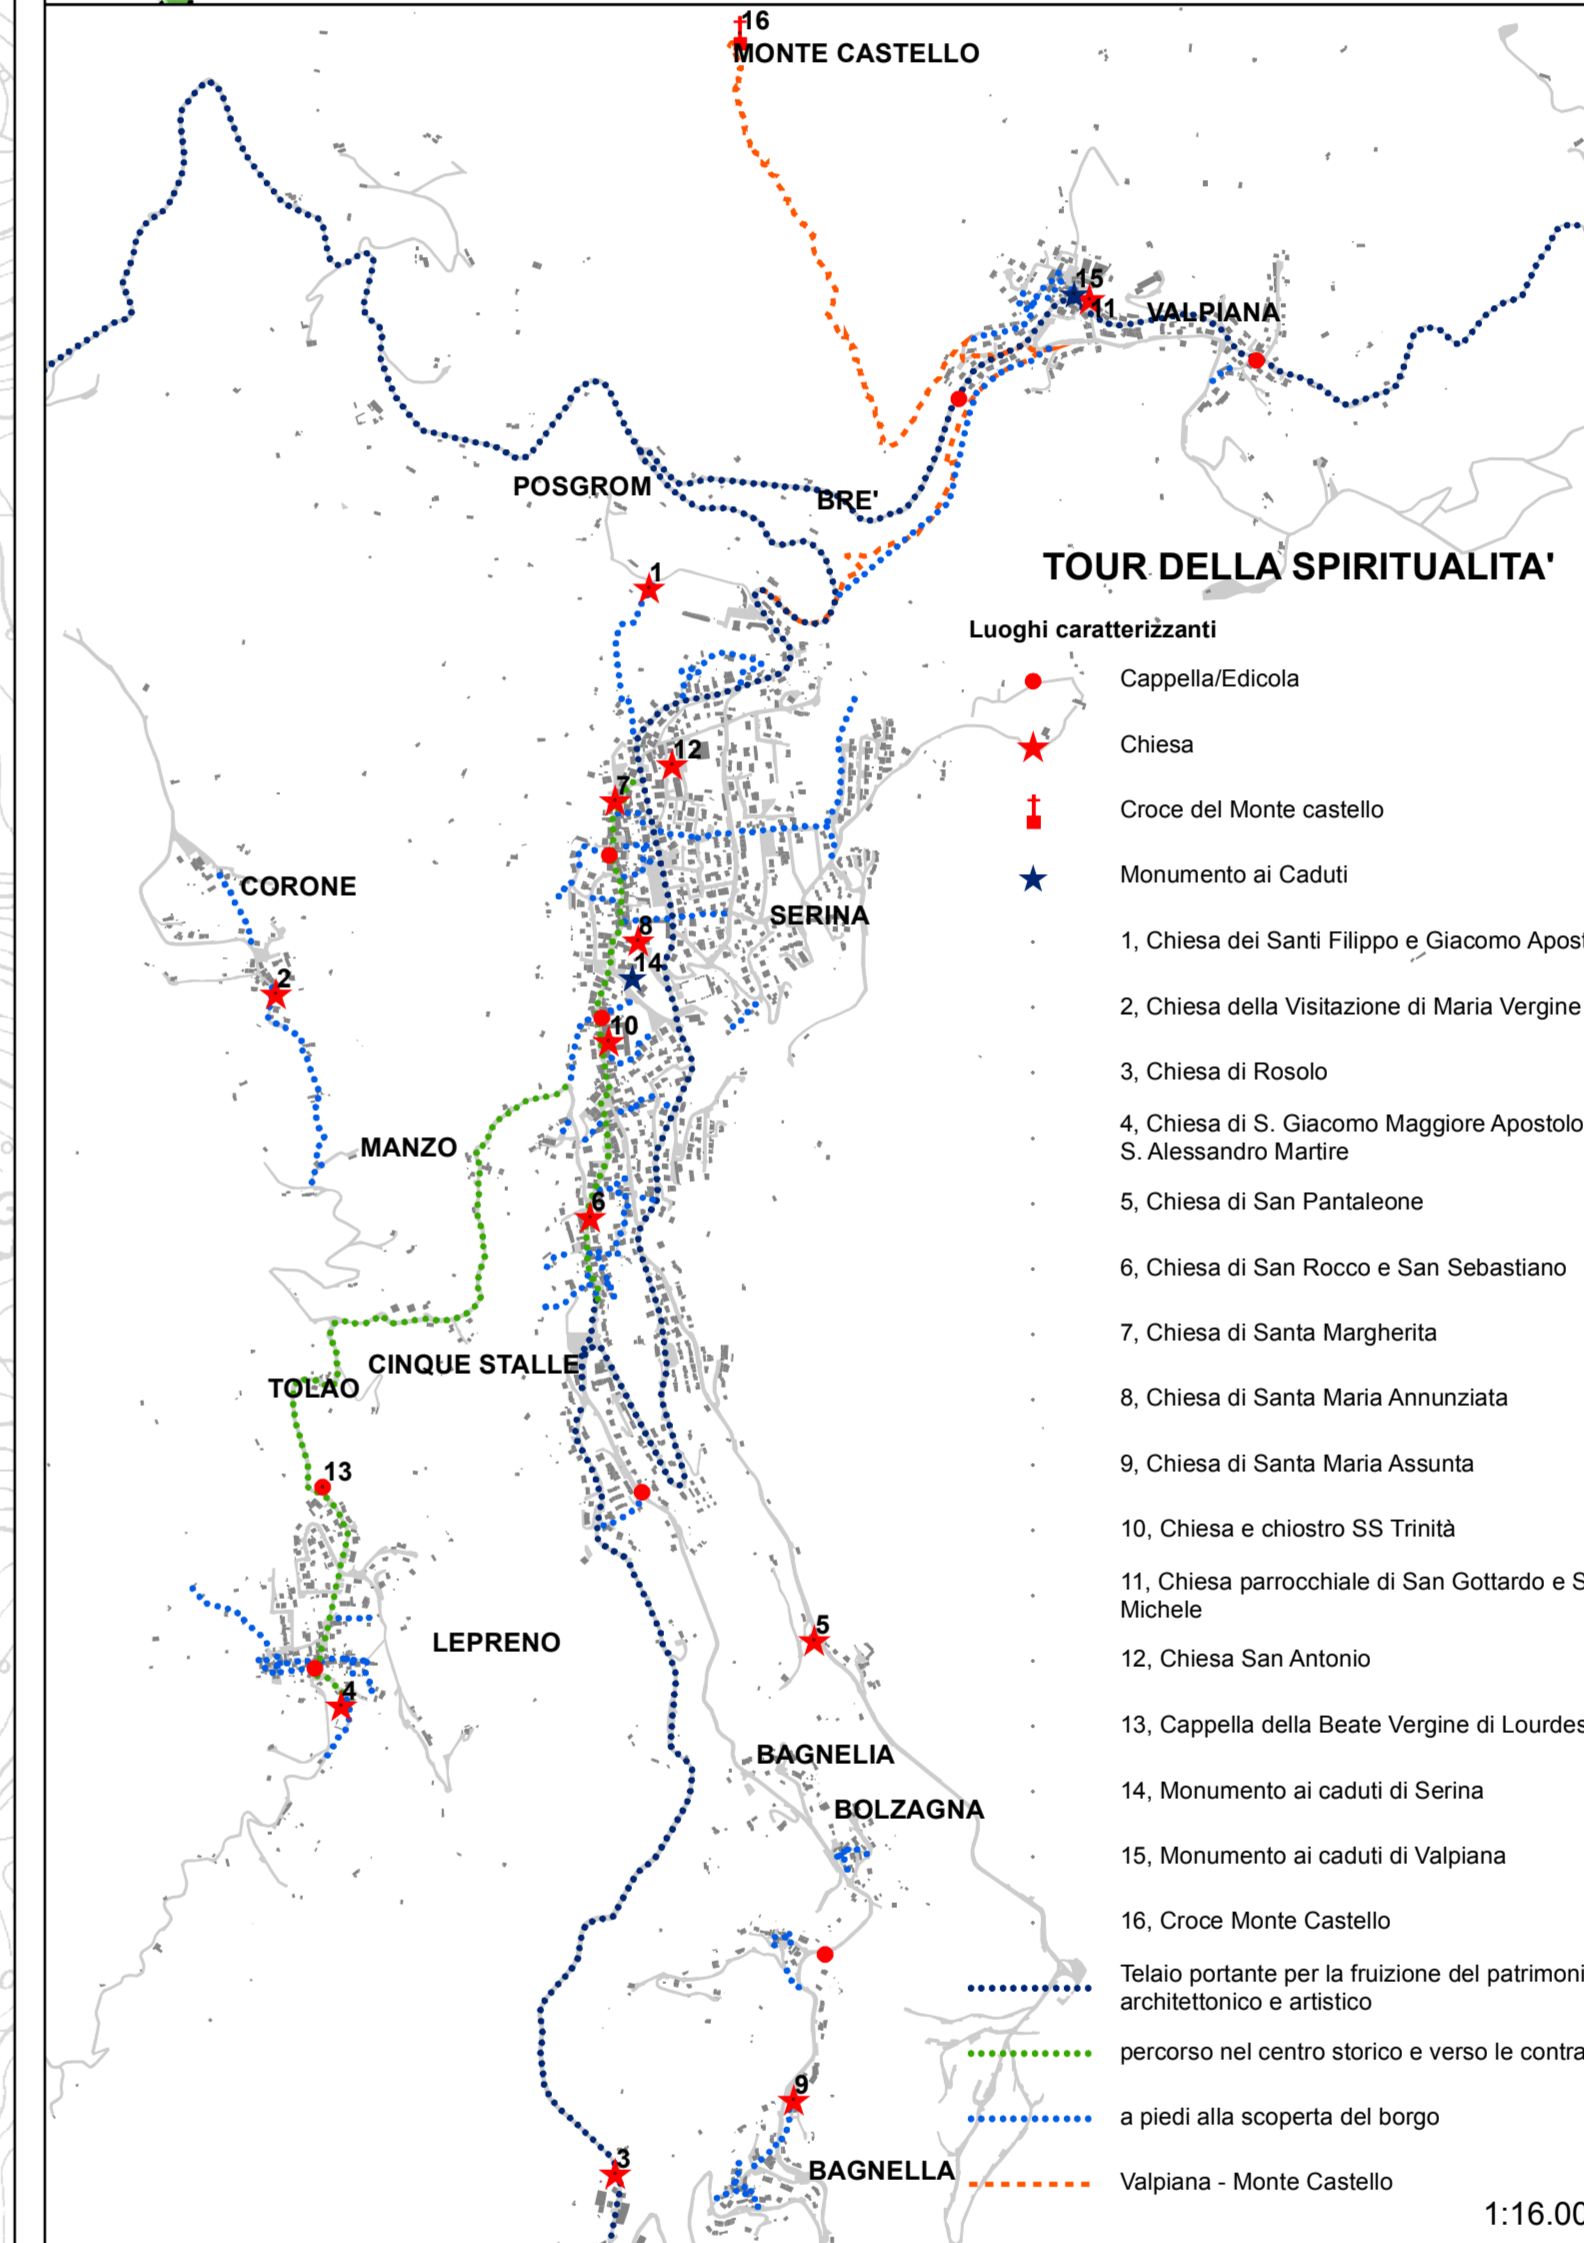 16
MONTE CASTELLO
15
11
VALPIANA
POSGROM
BRE'
1
12
7
CORONE
SERINA
8
14
2
10
MANZO
6
CINQUE STALLE
TOLAO
13
5
LEPRENO
4
BAGNELIA
BOLZAGNA
9
3
BAGNELLA
TOUR DELLA SPIRITUALITA'
Luoghi caratterizzanti
Cappella/Edicola
Chiesa
Croce del Monte castello
Monumento ai Caduti
1, Chiesa dei Santi Filippo e Giacomo Apost
2, Chiesa della Visitazione di Maria Vergine
3, Chiesa di Rosolo
4, Chiesa di S. Giacomo Maggiore Apostolo
S. Alessandro Martire
5, Chiesa di San Pantaleone
6, Chiesa di San Rocco e San Sebastiano
7, Chiesa di Santa Margherita
8, Chiesa di Santa Maria Annunziata
9, Chiesa di Santa Maria Assunta
10, Chiesa e chiostro SS Trinità
11, Chiesa parrocchiale di San Gottardo e S
Michele
12, Chiesa San Antonio
13, Cappella della Beate Vergine di Lourdes
14, Monumento ai caduti di Serina
15, Monumento ai caduti di Valpiana
16, Croce Monte Castello
Telaio portante per la fruizione del patrimoni
architettonico e artistico
percorso nel centro storico e verso le contra
a piedi alla scoperta del borgo
Valpiana - Monte Castello
1:16.00